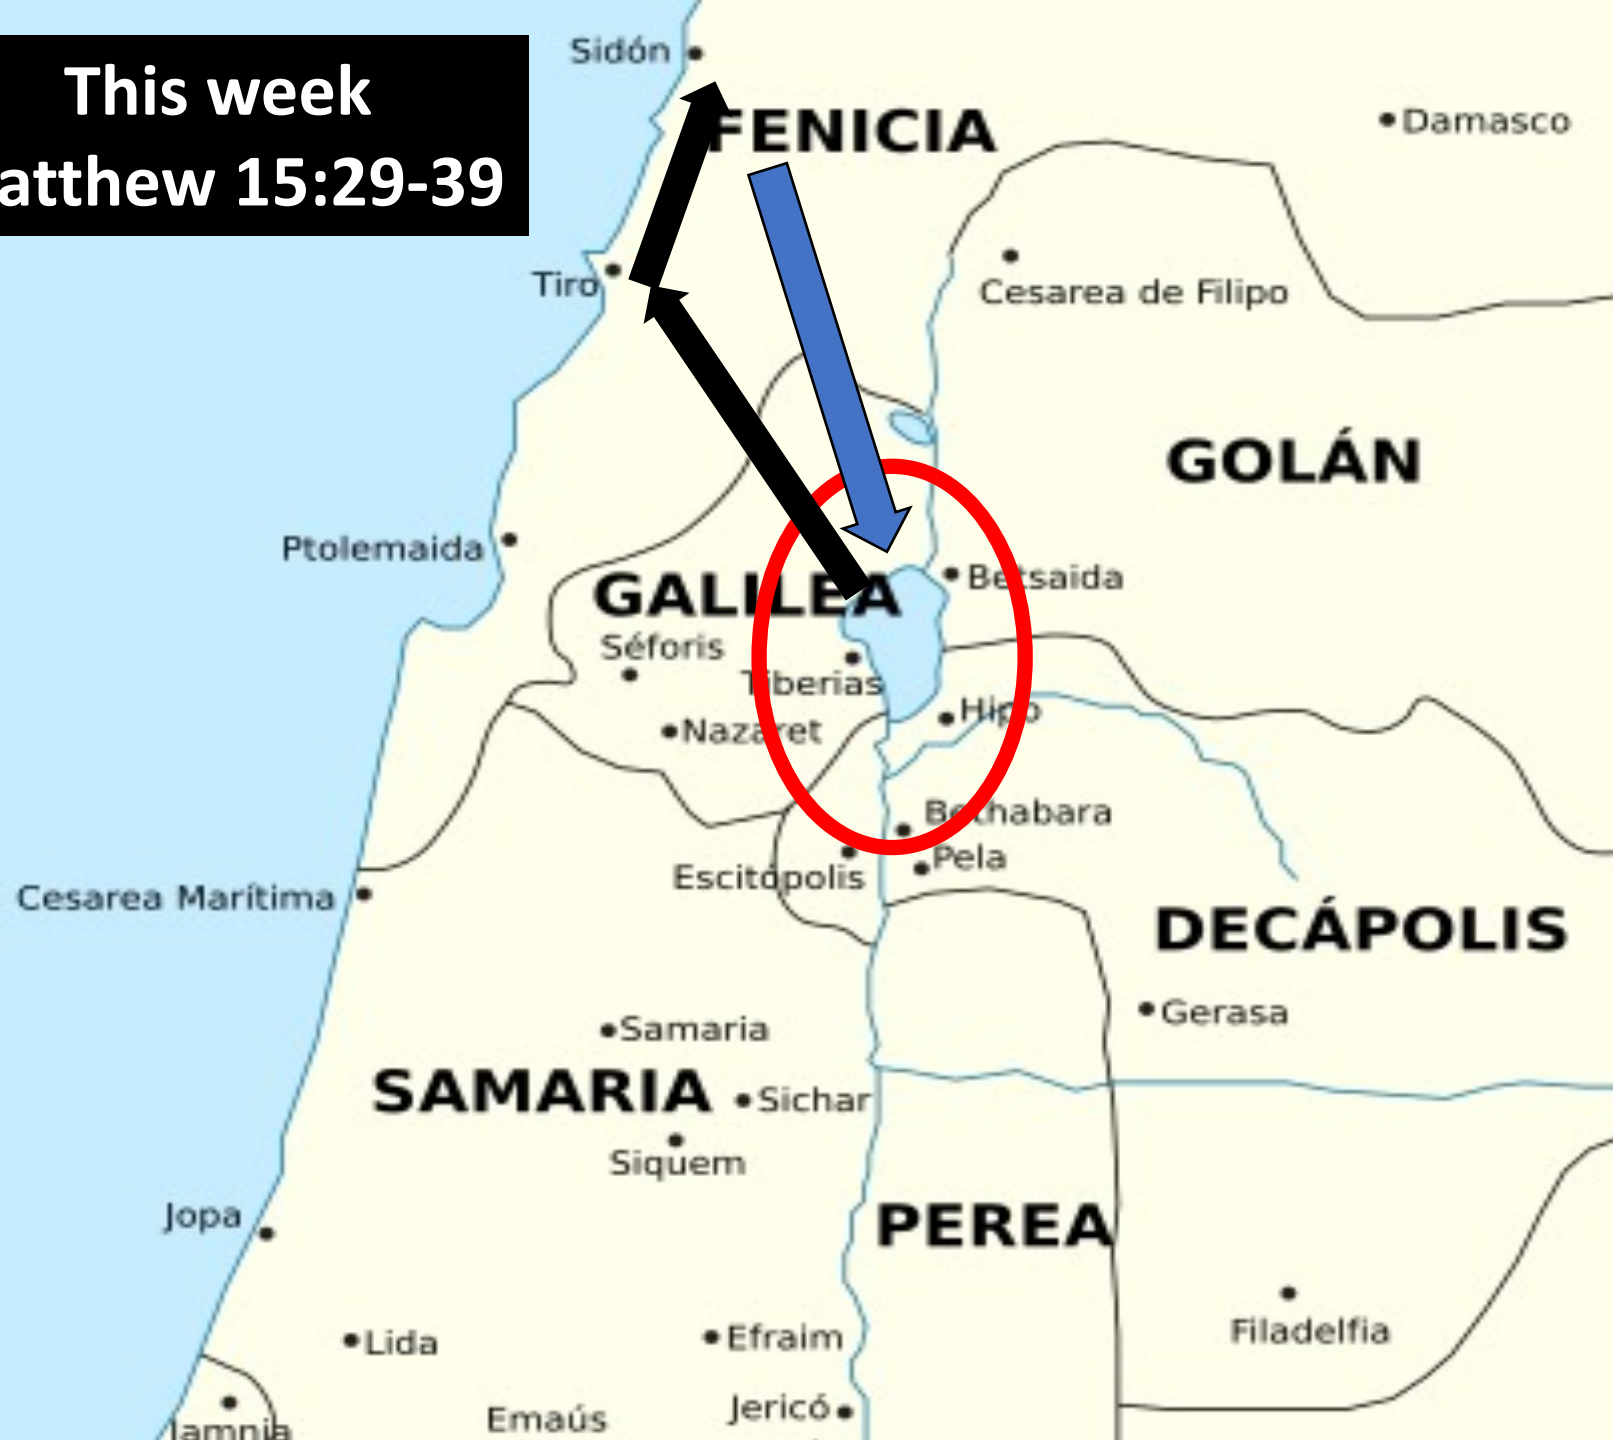 This week
atthew 15:29-39
Sidón
FENICIA
Damasco
Tiro
Cesarea de Filipo
GOLÁN
Ptolemaida
Betsaida
GALILEA
Séforis
Tiberias
Hipo
Nazaret
Bethabara
Pela
Escitópolis
Cesarea Marítima
DECÁPOLIS
Gerasa
Samaria
SAMARIA
Sichar
Siquem
Jopa
PEREA
Filadelfia
Lida
Efraim
Jericó
Emaús
Jamnia